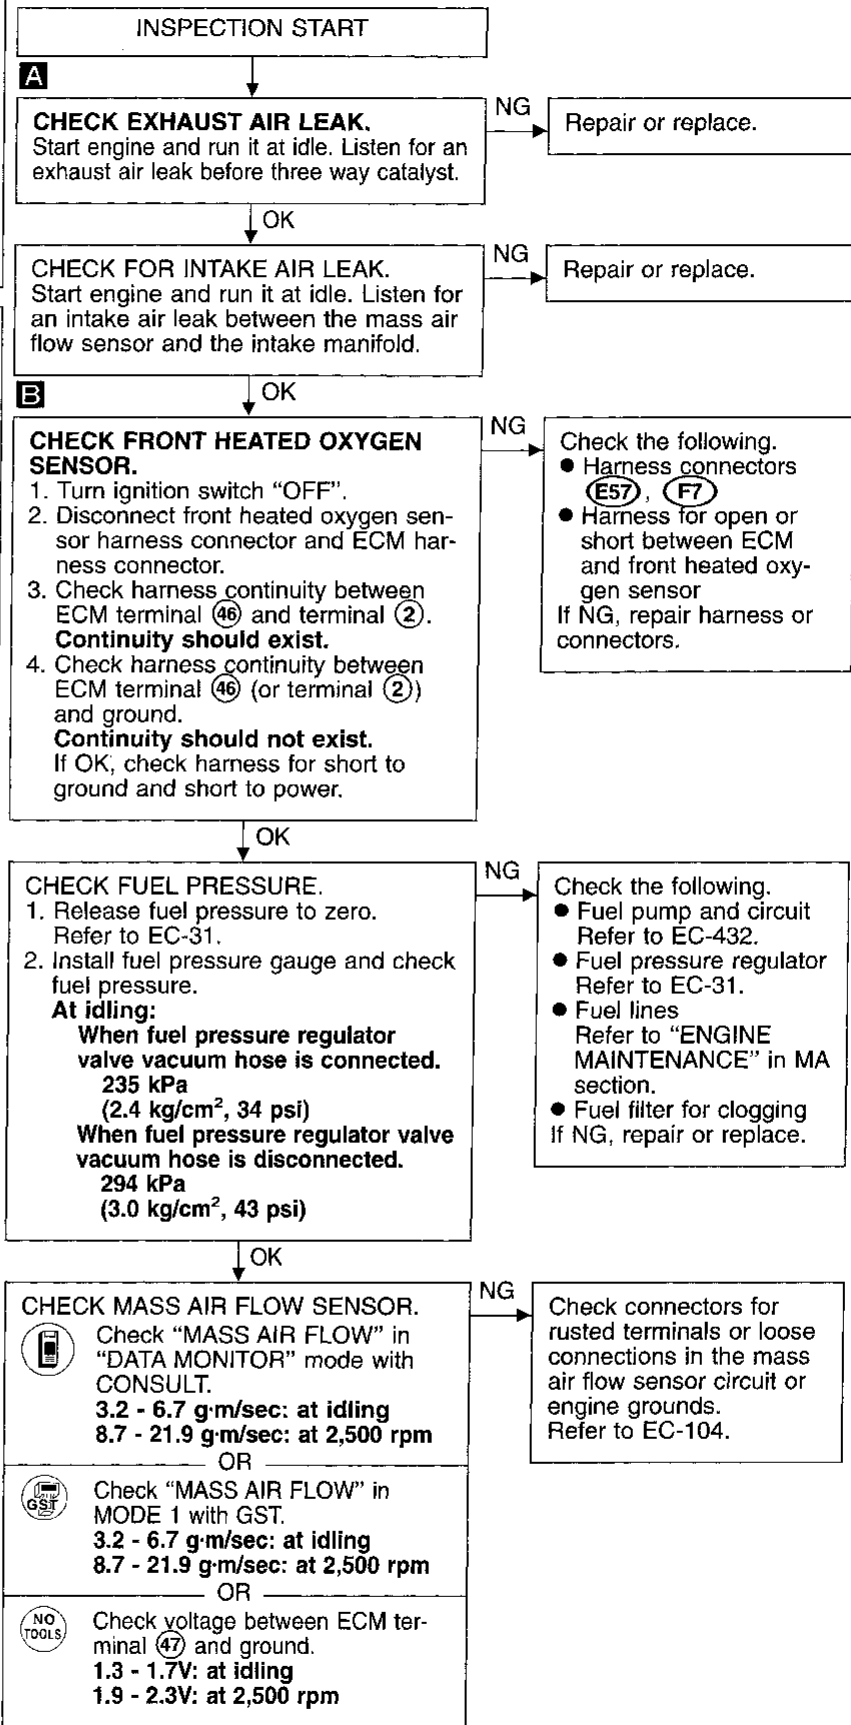 INSPECTION START
A
CHECK EXHAUST AIR LEAK.
Start engine and run it at idle. Listen for an
exhaust air leak before three way catalyst.
NG
Repair or replace.
OK
CHECK FOR INTAKE AIR LEAK.
Start engine and run it at idle. Listen for
an intake air leak between the mass air
flow sensor and the intake manifold.
NG
Repair or replace.
OK
B
CHECK FRONT HEATED OXYGEN
SENSOR.
1. Turn ignition switch “OFF”.
2. Disconnect front heated oxygen sen-
sor harness connector and ECM har-
ness connector.
3. Check harness continuity between
ECM terminal 46 and terminal 2.
Continuity should exist.
4. Check harness continuity between
ECM terminal 46 (or terminal 2)
and ground.
Continuity should not exist.
If OK, check harness for short to
ground and short to power.
NG
Check the following.
● Harness connectors
E57, F7
● Harness for open or
short between ECM
and front heated oxy-
gen sensor
If NG, repair harness or
connectors.
OK
CHECK FUEL PRESSURE.
1. Release fuel pressure to zero.
Refer to EC-31.
2. Install fuel pressure gauge and check
fuel pressure.
At idling:
When fuel pressure regulator
valve vacuum hose is connected.
235 kPa
(2.4 kg/cm², 34 psi)
When fuel pressure regulator valve
vacuum hose is disconnected.
294 kPa
(3.0 kg/cm², 43 psi)
NG
Check the following.
● Fuel pump and circuit
Refer to EC-432.
● Fuel pressure regulator
Refer to EC-31.
● Fuel lines
Refer to “ENGINE
MAINTENANCE” in MA
section.
● Fuel filter for clogging
If NG, repair or replace.
OK
CHECK MASS AIR FLOW SENSOR.
Check “MASS AIR FLOW” in
“DATA MONITOR” mode with
CONSULT.
3.2 - 6.7 g·m/sec: at idling
8.7 - 21.9 g·m/sec: at 2,500 rpm
OR
GST
Check “MASS AIR FLOW” in
MODE 1 with GST.
3.2 - 6.7 g·m/sec: at idling
8.7 - 21.9 g·m/sec: at 2,500 rpm
OR
NO
TOOLS
Check voltage between ECM ter-
minal 47 and ground.
1.3 - 1.7V: at idling
1.9 - 2.3V: at 2,500 rpm
NG
Check connectors for
rusted terminals or loose
connections in the mass
air flow sensor circuit or
engine grounds.
Refer to EC-104.